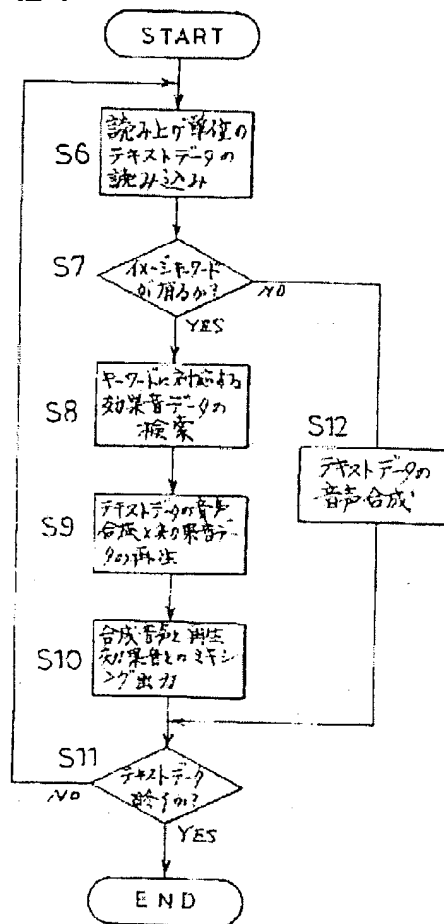 START
S6
読み上げ単位の
テキストデータの
読み込み
S7
イメージキーワード
が有るか?
NO
YES
S8
キーワードに対応する
効果音データの
検索
S12
テキストデータの
音声合成
S9
テキストデータの音声
合成と効果音デー
タの再生
S10
合成音声と再生
効果音とのミキシ
ング出力
S11
テキストデータ
終了か?
NO
YES
END